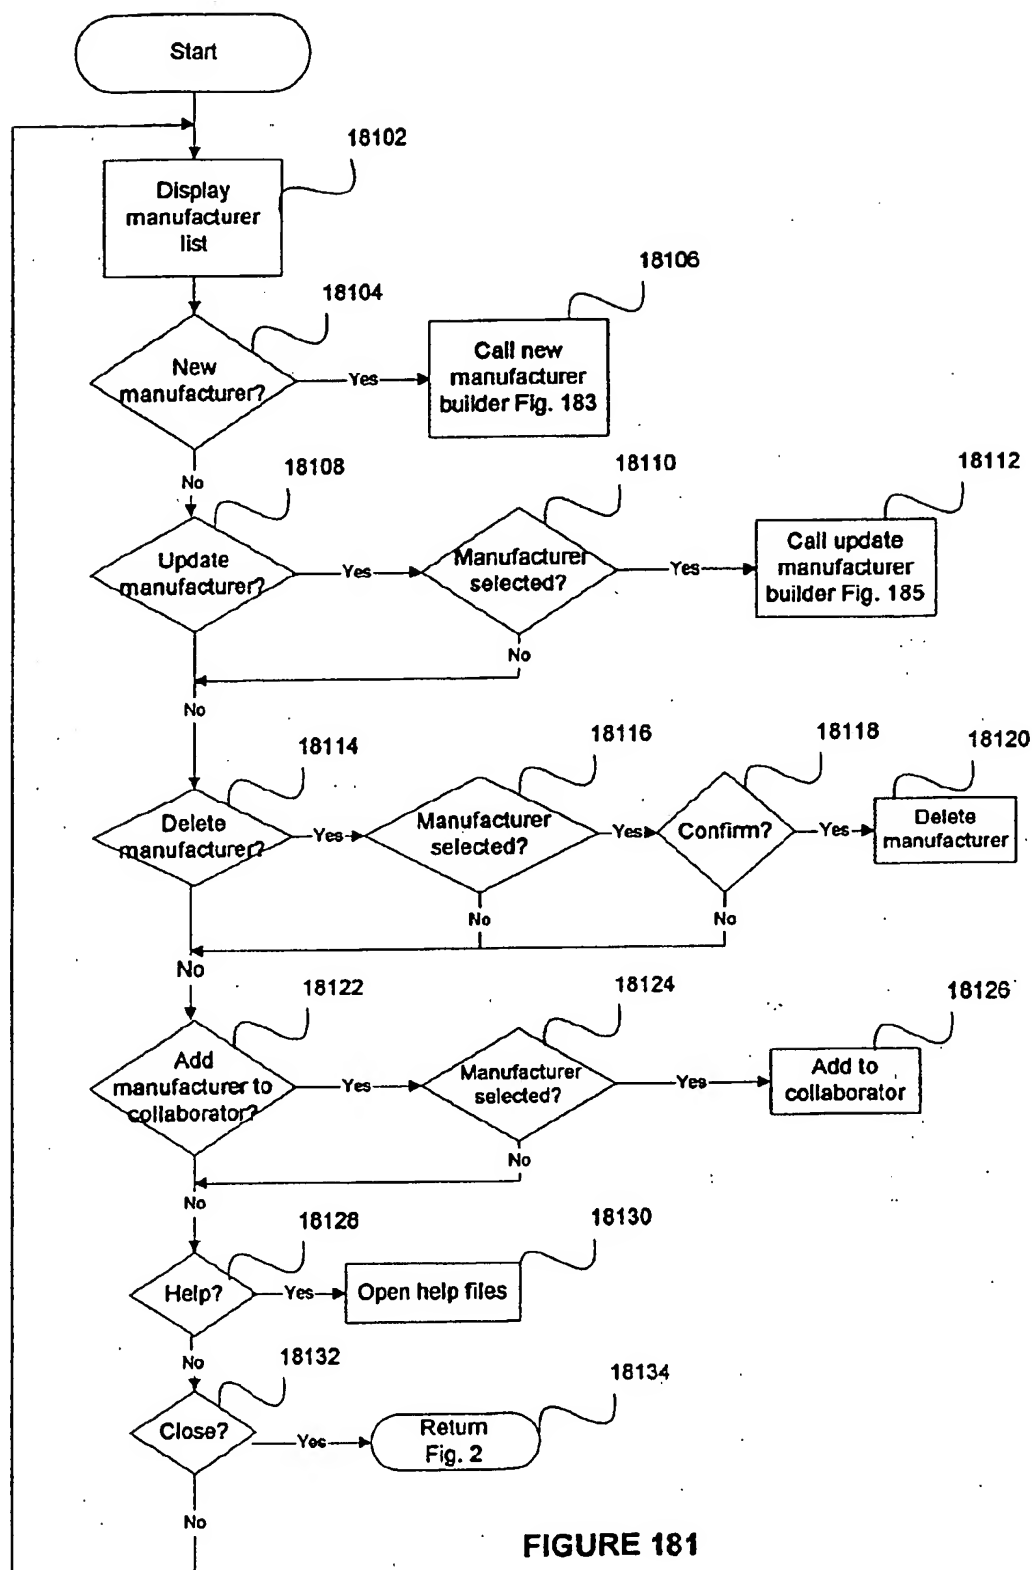 Start
18102
Display
manufacturer
list
18104
18106
New
manufacturer?
Yes
Call new
manufacturer
builder Fig. 183
No
18108
18110
18112
Update
manufacturer?
Yes
Manufacturer
selected?
Yes
Call update
manufacturer
builder Fig. 185
No
No
18114
18116
18118
18120
Delete
manufacturer?
Yes
Manufacturer
selected?
Yes
Confirm?
Yes
Delete
manufacturer
No
No
No
18122
18124
18126
Add
manufacturer to
collaborator?
Yes
Manufacturer
selected?
Yes
Add to
collaborator
No
No
18128
18130
Help?
Yes
Open help files
No
18132
18134
Close?
Yes
Return
Fig. 2
No
FIGURE 181